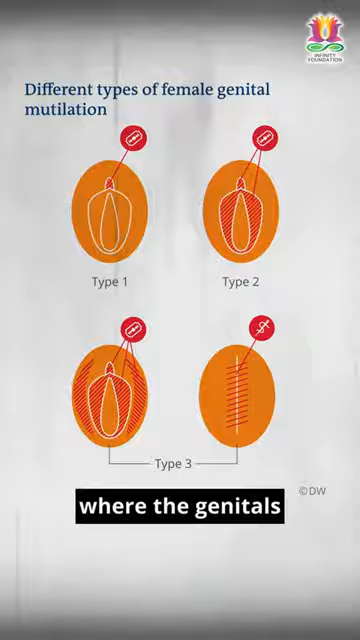 INFINITY
FOUNDATION
Different types of female genital
mutilation
Type 1
Type 2
Type 3
©DW
where the genitals